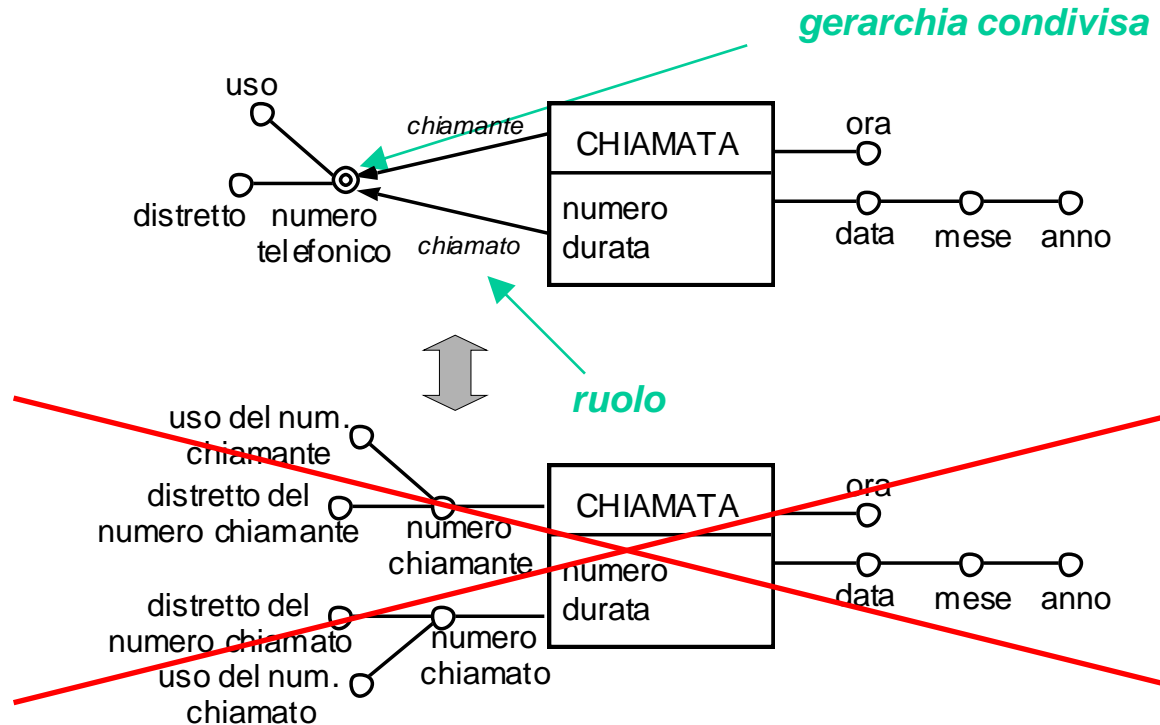 gerarchia condivisa
uso
chiamante
CHIAMATA
ora
distretto
numero
telefonico
chiamato
numero
durata
data
mese
anno
ruolo
uso del num.
chiamante
distretto del
numero chiamante
numero
chiamante
CHIAMATA
ora
numero
durata
data
mese
anno
distretto del
numero chiamato
numero
chiamato
uso del num.
chiamato